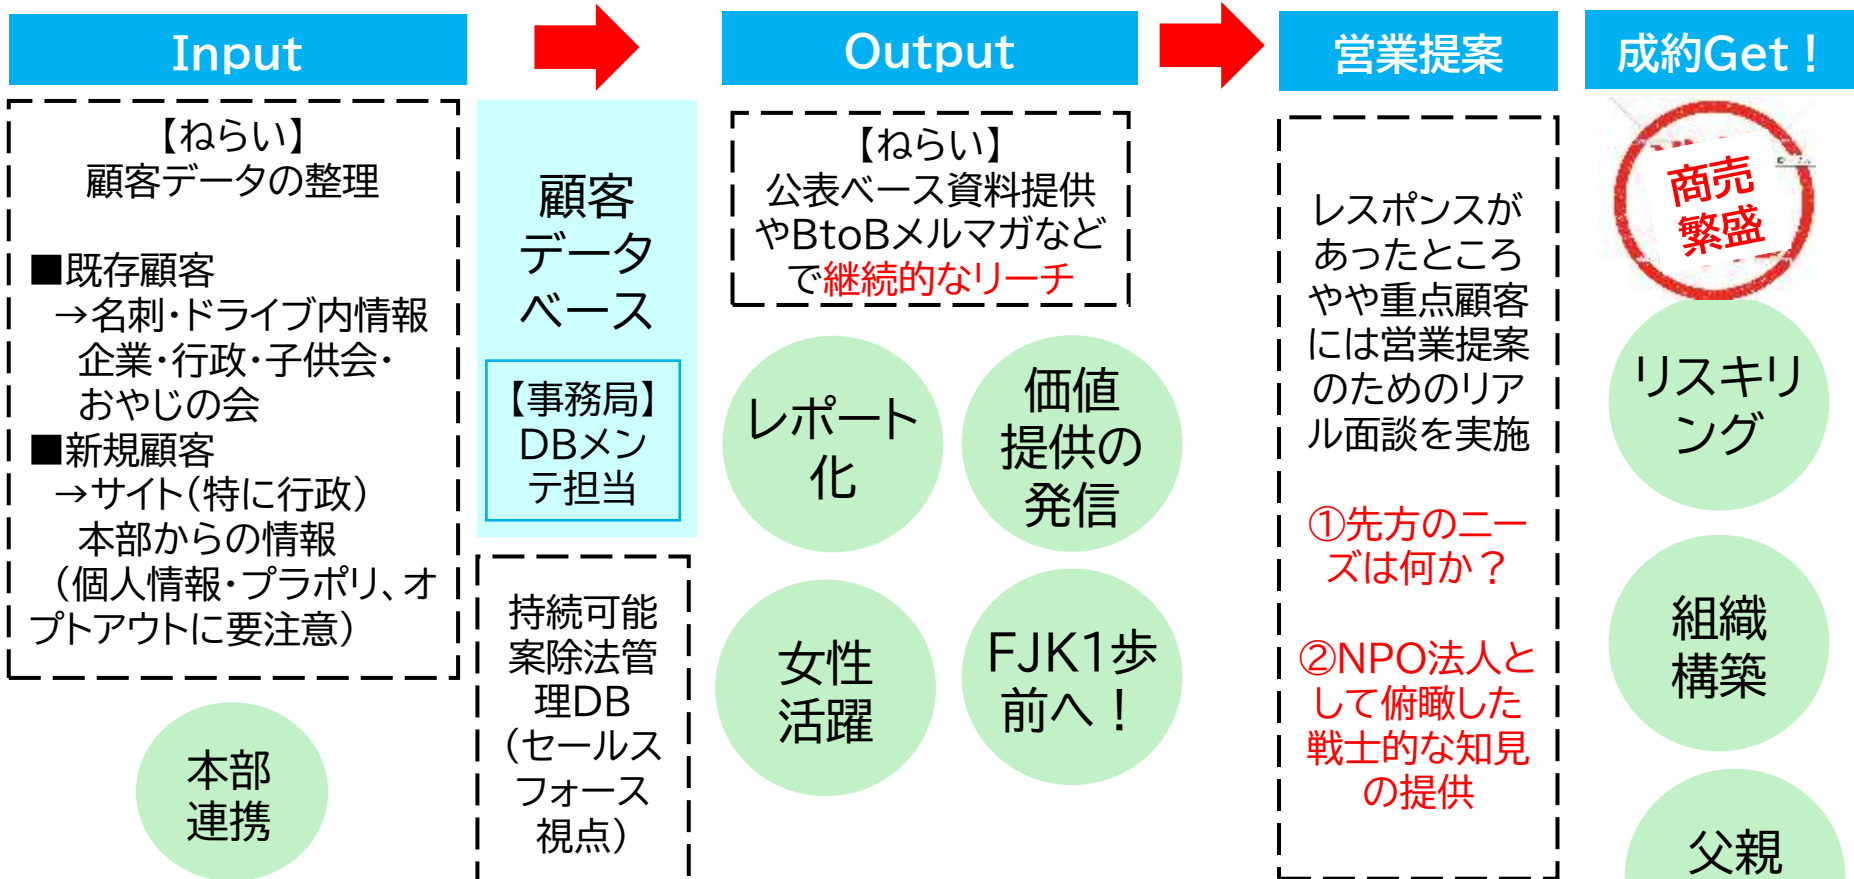 Input
【ねらい】
顧客データの整理
■既存顧客
→名刺・ドライブ内情報
企業・行政・子供会・
おやじの会
■新規顧客
→サイト（特に行政）
本部からの情報
（個人情報・プラポリ、オ
プトアウトに要注意）
本部
連携
顧客
データ
ベース
【事務局】
DBメン
テ担当
持続可能
案除法管
理DB
（セールス
フォース
視点）
Output
【ねらい】
公表ベース資料提供
やBtoBメルマガなど
で継続的なリーチ
レポート
化
価値
提供の
発信
女性
活躍
FJK1歩
前へ！
営業提案
レスポンスが
あったところ
やや重点顧客
には営業提案
のためのリア
ル面談を実施
①先方のニー
ズは何か？
②NPO法人と
して俯瞰した
戦士的な知見
の提供
成約Get！
商売
繁盛
リスキリ
ング
組織
構築
父親